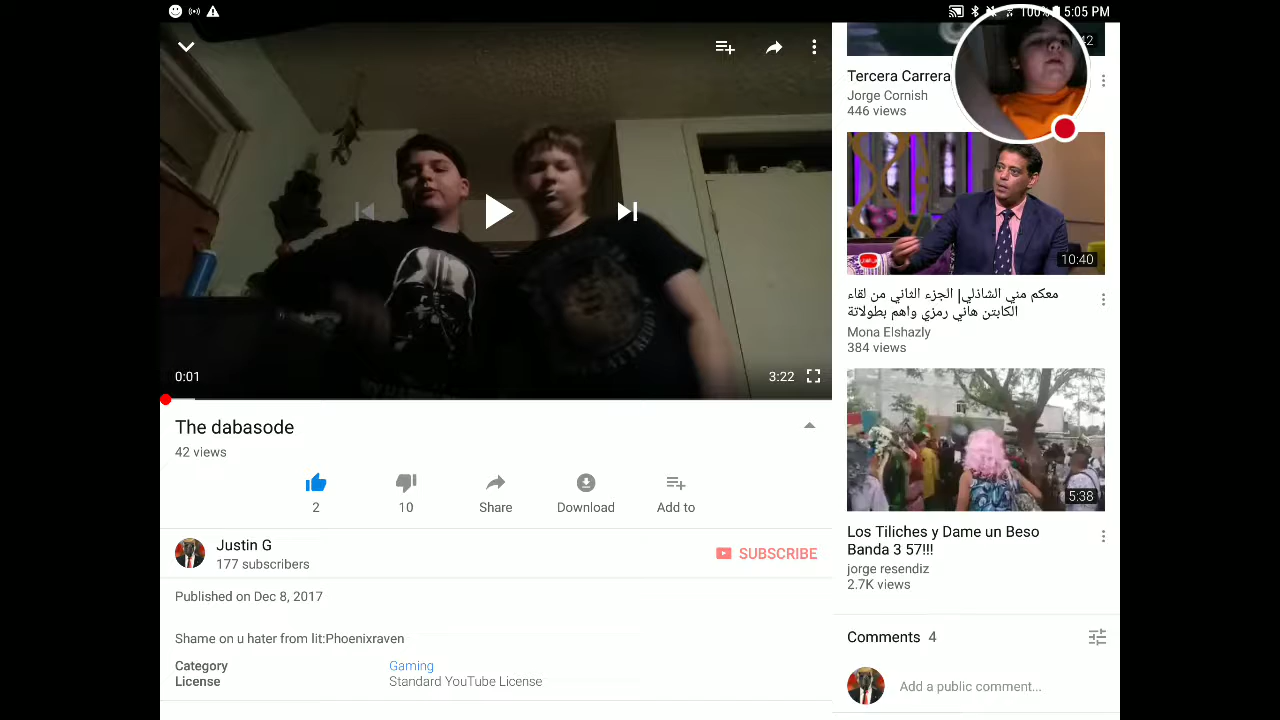 100% 5:05 PM
0:01
3:22
The dabasode
42 views
2
10
Share
Download
Add to
Justin G
177 subscribers
SUBSCRIBE
Published on Dec 8, 2017
Shame on u hater from lit:Phoenixraven
Category
Gaming
License
Standard YouTube License
42
Tercera Carrera
Jorge Cornish
446 views
10:40
معكم مني الشاذلي| الجزء الثاني من لقاء
الكابتن هاني رمزي واهم بطولاتة
Mona Elshazly
384 views
5:38
Los Tiliches y Dame un Beso
Banda 3 57!!!
jorge resendiz
2.7K views
Comments 4
Add a public comment...